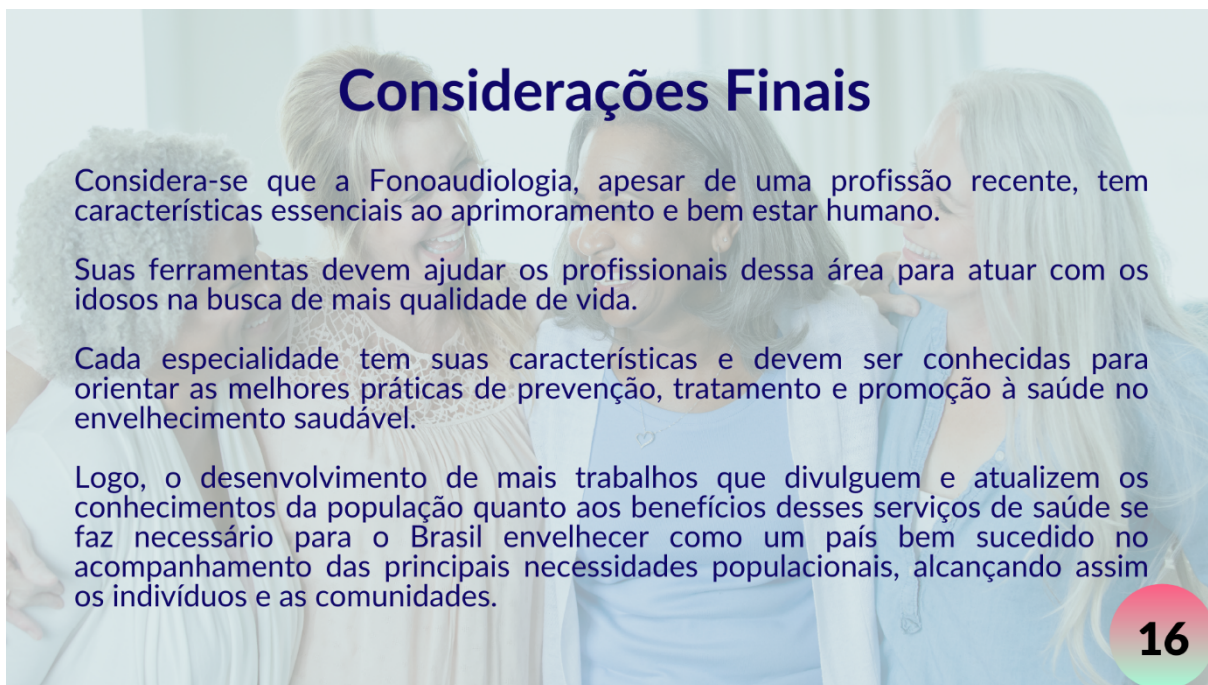 Considerações Finais
Considera-se que a Fonoaudiologia, apesar de uma profissão recente, tem
características essenciais ao aprimoramento e bem estar humano.
Suas ferramentas devem ajudar os profissionais dessa área para atuar com os
idosos na busca de mais qualidade de vida.
Cada especialidade tem suas características e devem ser conhecidas para
orientar as melhores práticas de prevenção, tratamento e promoção à saúde no
envelhecimento saudável.
Logo, o desenvolvimento de mais trabalhos que divulguem e atualizem os
conhecimentos da população quanto aos benefícios desses serviços de saúde se
faz necessário para o Brasil envelhecer como um país bem sucedido no
acompanhamento das principais necessidades populacionais, alcançando assim
os indivíduos e as comunidades.
16